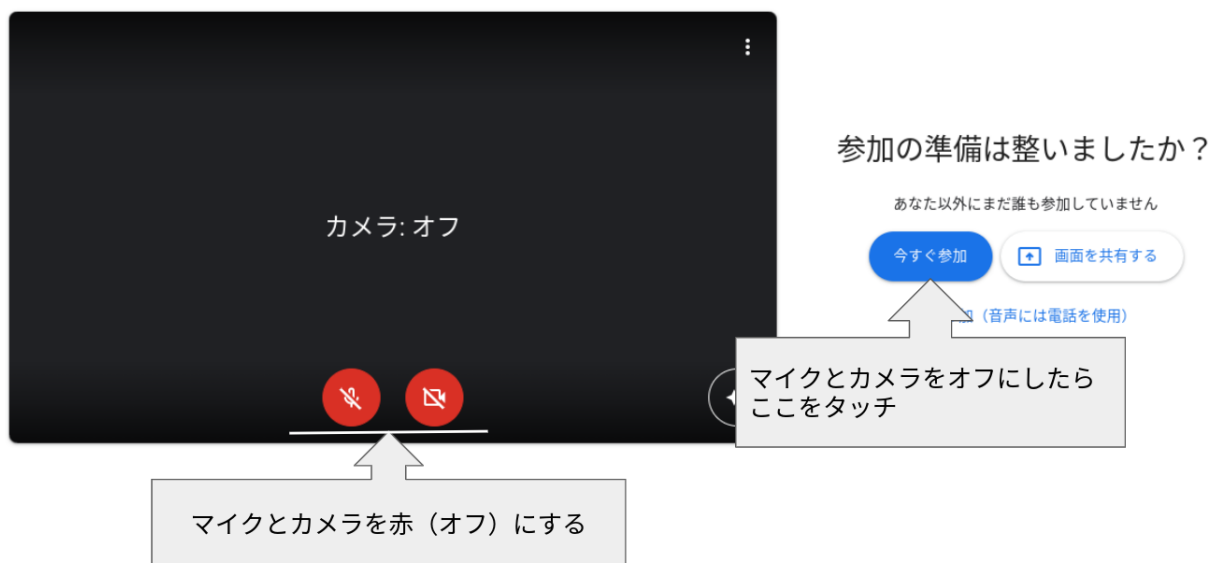 カメラ: オフ
参加の準備は整いましたか？
あなた以外にまだ誰も参加していません
今すぐ参加
画面を共有する
（音声には電話を使用）
マイクとカメラをオフにしたら
ここをタッチ
マイクとカメラを赤（オフ）にする